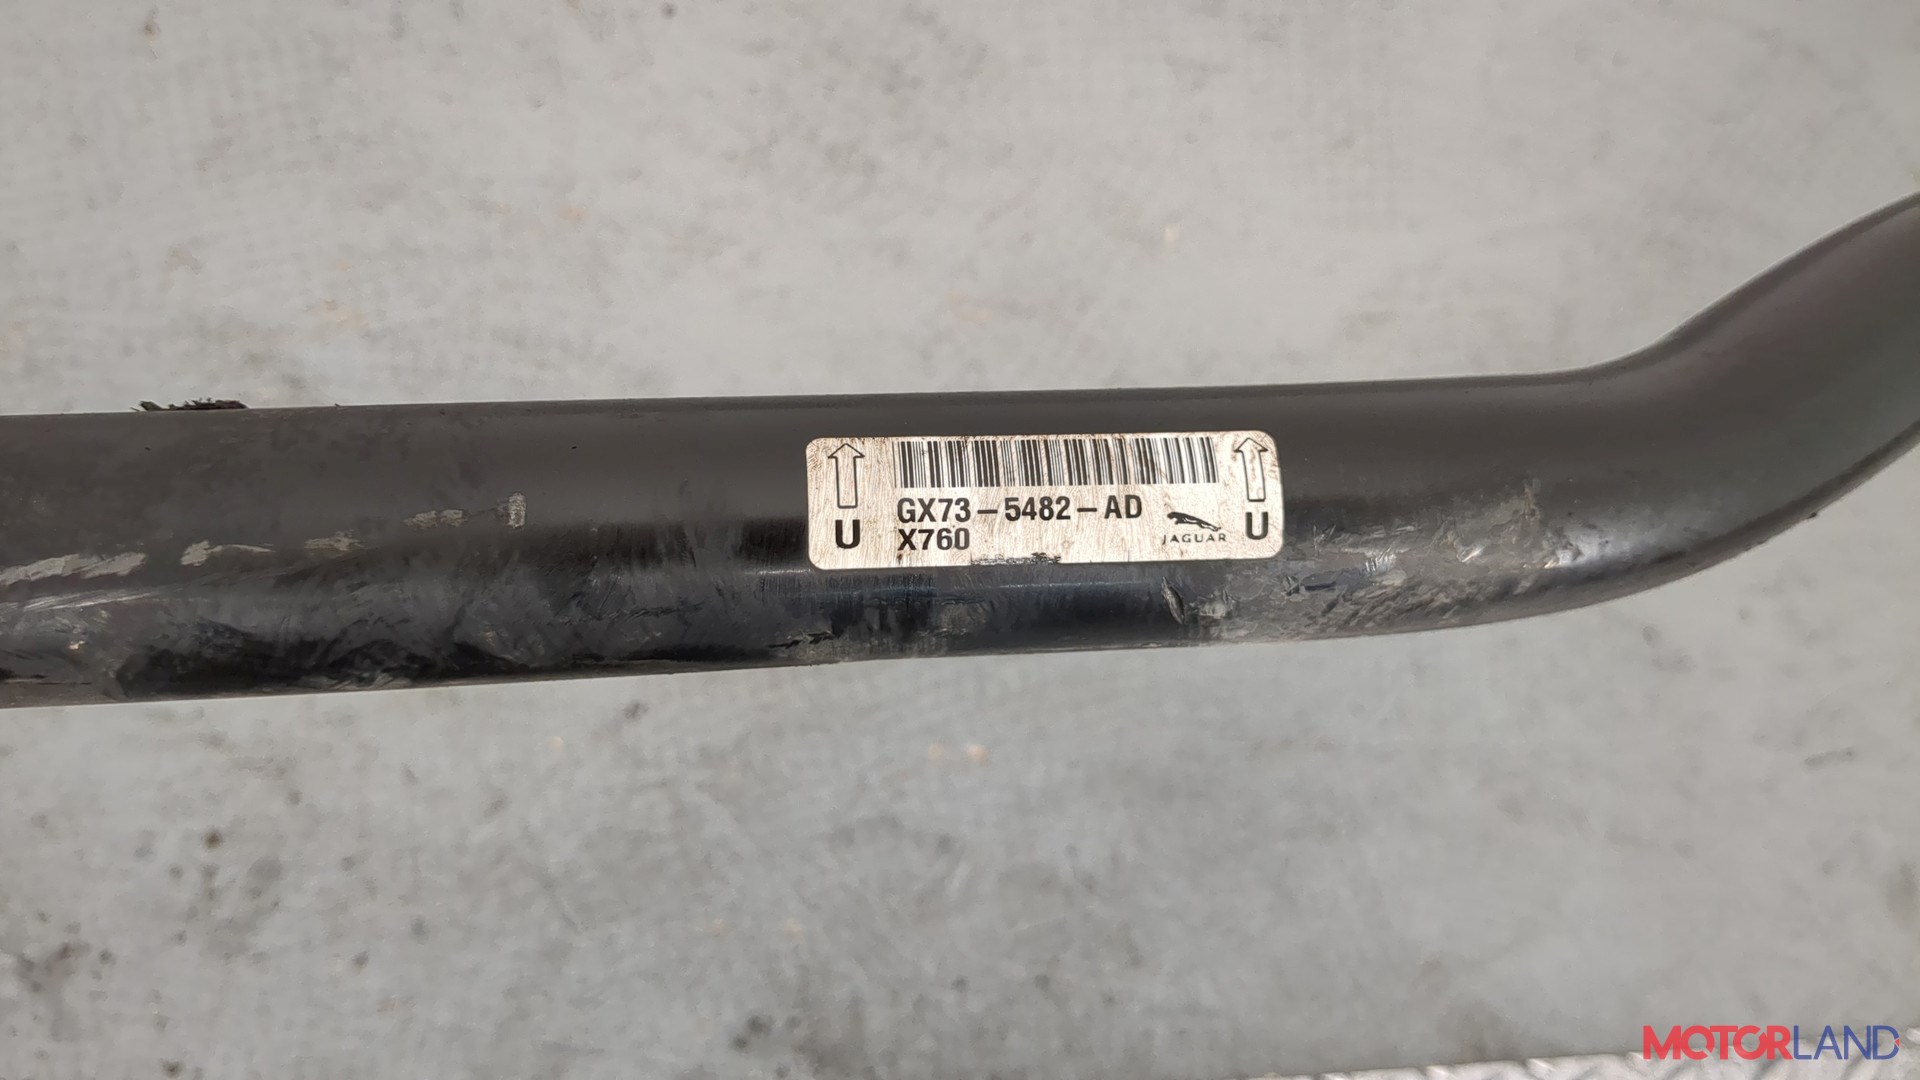 GX73-5482-AD
X760
JAGUAR
U
U
MOTORLAND